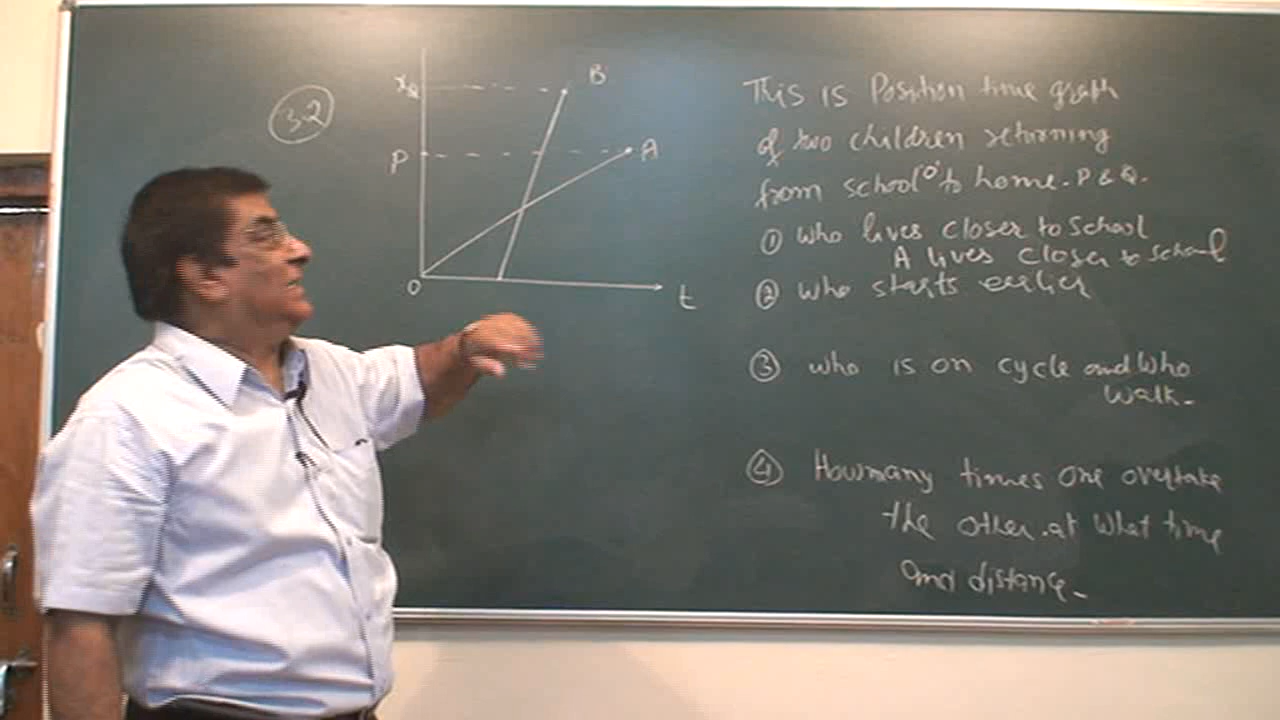 3.2
x Q
B
P
A
O
t
This is Position time graph
of two children returning
from school 'O' to home - P & Q.
① who lives closer to school
A lives closer to school
② who starts earlier
③ who is on cycle and who
walk -
④ How many times one overtake
the other . at what time
and distance -